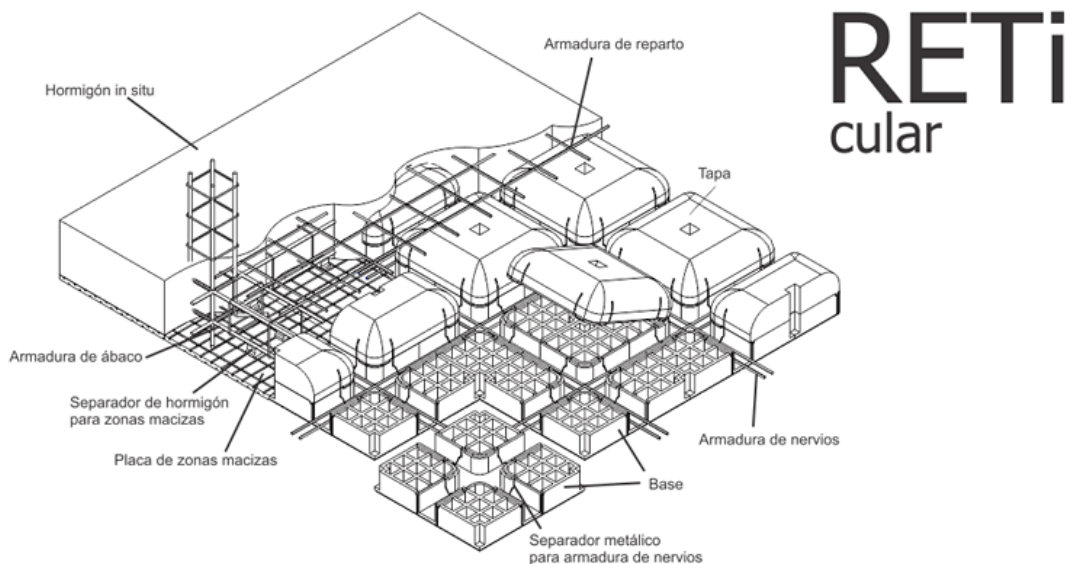 RETi
cular
Armadura de reparto
Hormigón in situ
Tapa
Armadura de ábaco
Separador de hormigón
para zonas macizas
Placa de zonas macizas
Armadura de nervios
Base
Separador metálico
para armadura de nervios